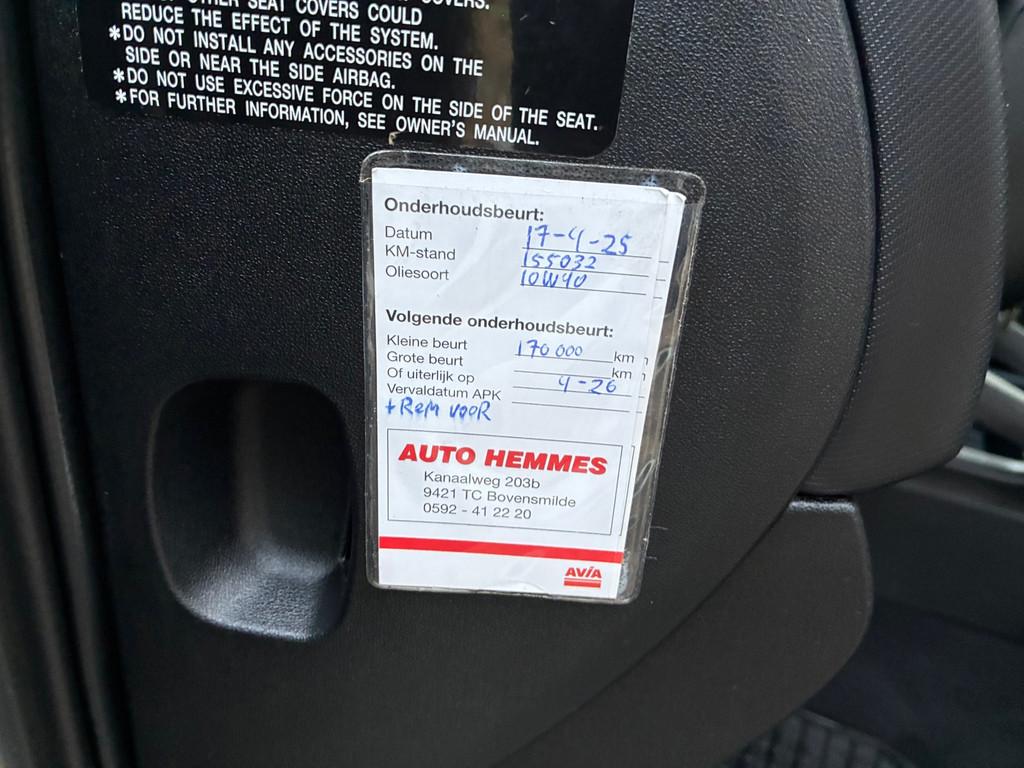 OTHER SEAT COVERS COULD
REDUCE THE EFFECT OF THE SYSTEM.
*DO NOT INSTALL ANY ACCESSORIES ON THE
SIDE OR NEAR THE SIDE AIRBAG.
*DO NOT USE EXCESSIVE FORCE ON THE SIDE OF THE SEAT.
*FOR FURTHER INFORMATION, SEE OWNER'S MANUAL.
Onderhoudsbeurt:
Datum 17-4-25
KM-stand 155032
Oliesoort 10W40
Volgende onderhoudsbeurt:
Kleine beurt 170 000 km
Grote beurt km
Of uiterlijk op 4-26
Vervaldatum APK
+ Rem vooR
AUTO HEMMES
Kanaalweg 203b
9421 TC Bovensmilde
0592 - 41 22 20
AVIA